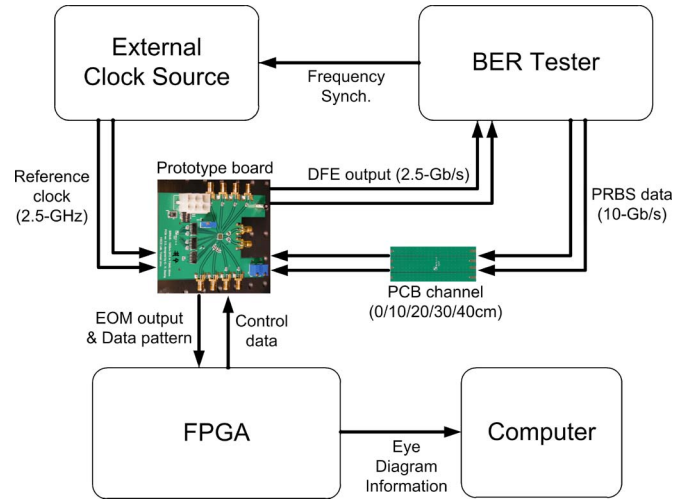 External
Clock Source
BER Tester
Frequency
Synch.
Reference
clock
(2.5-GHz)
Prototype board
DFE output (2.5-Gb/s)
PRBS data
(10-Gb/s)
PCB channel
(0/10/20/30/40cm)
EOM output
& Data pattern
Control
data
FPGA
Eye
Diagram
Information
Computer